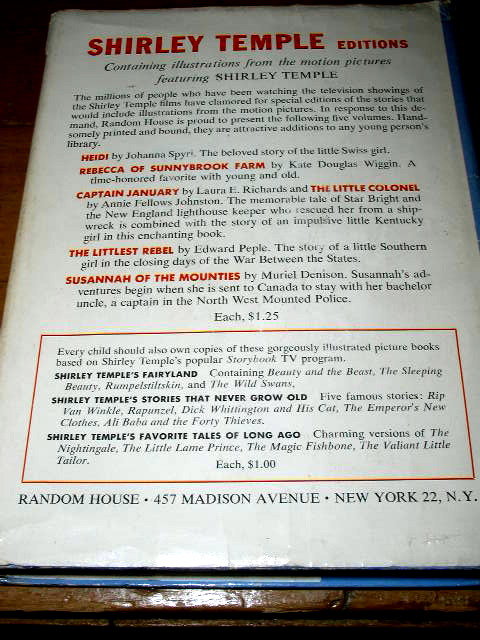 SHIRLEY TEMPLE EDITIONS
Containing illustrations from the motion pictures
featuring SHIRLEY TEMPLE
The millions of people who have been watching the television showings of
the Shirley Temple films have clamored for special editions of the stories that
would include illustrations from the motion pictures. In response to this de-
mand, Random House is proud to present the following five volumes. Hand-
somely printed and bound, they are attractive additions to any young person's
library.
HEIDI by Johanna Spyri. The beloved story of the little Swiss girl.
REBECCA OF SUNNYBROOK FARM by Kate Douglas Wiggin. A
time-honored favorite with young and old.
CAPTAIN JANUARY by Laura E. Richards and THE LITTLE COLONEL
by Annie Fellows Johnston. The memorable tale of Star Bright and
the New England lighthouse keeper who rescued her from a ship-
wreck is combined with the story of an impulsive little Kentucky
girl in this enchanting book.
THE LITTLEST REBEL by Edward Peple. The story of a little Southern
girl in the closing days of the War Between the States.
SUSANNAH OF THE MOUNTIES by Muriel Denison. Susannah's ad-
ventures begin when she is sent to Canada to stay with her bachelor
uncle, a captain in the North West Mounted Police.
Each, $1.25
Every child should also own copies of these gorgeously illustrated picture books
based on Shirley Temple's popular Storybook TV program.
SHIRLEY TEMPLE'S FAIRYLAND Containing Beauty and the Beast, The Sleeping
Beauty, Rumpelstiltskin, and The Wild Swans,
SHIRLEY TEMPLE'S STORIES THAT NEVER GROW OLD Five famous stories: Rip
Van Winkle, Rapunzel, Dick Whittington and His Cat, The Emperor's New
Clothes, Ali Baba and the Forty Thieves.
SHIRLEY TEMPLE'S FAVORITE TALES OF LONG AGO Charming versions of The
Nightingale, The Little Lame Prince, The Magic Fishbone, The Valiant Little
Tailor.
Each, $1.00
RANDOM HOUSE • 457 MADISON AVENUE • NEW YORK 22, N.Y.